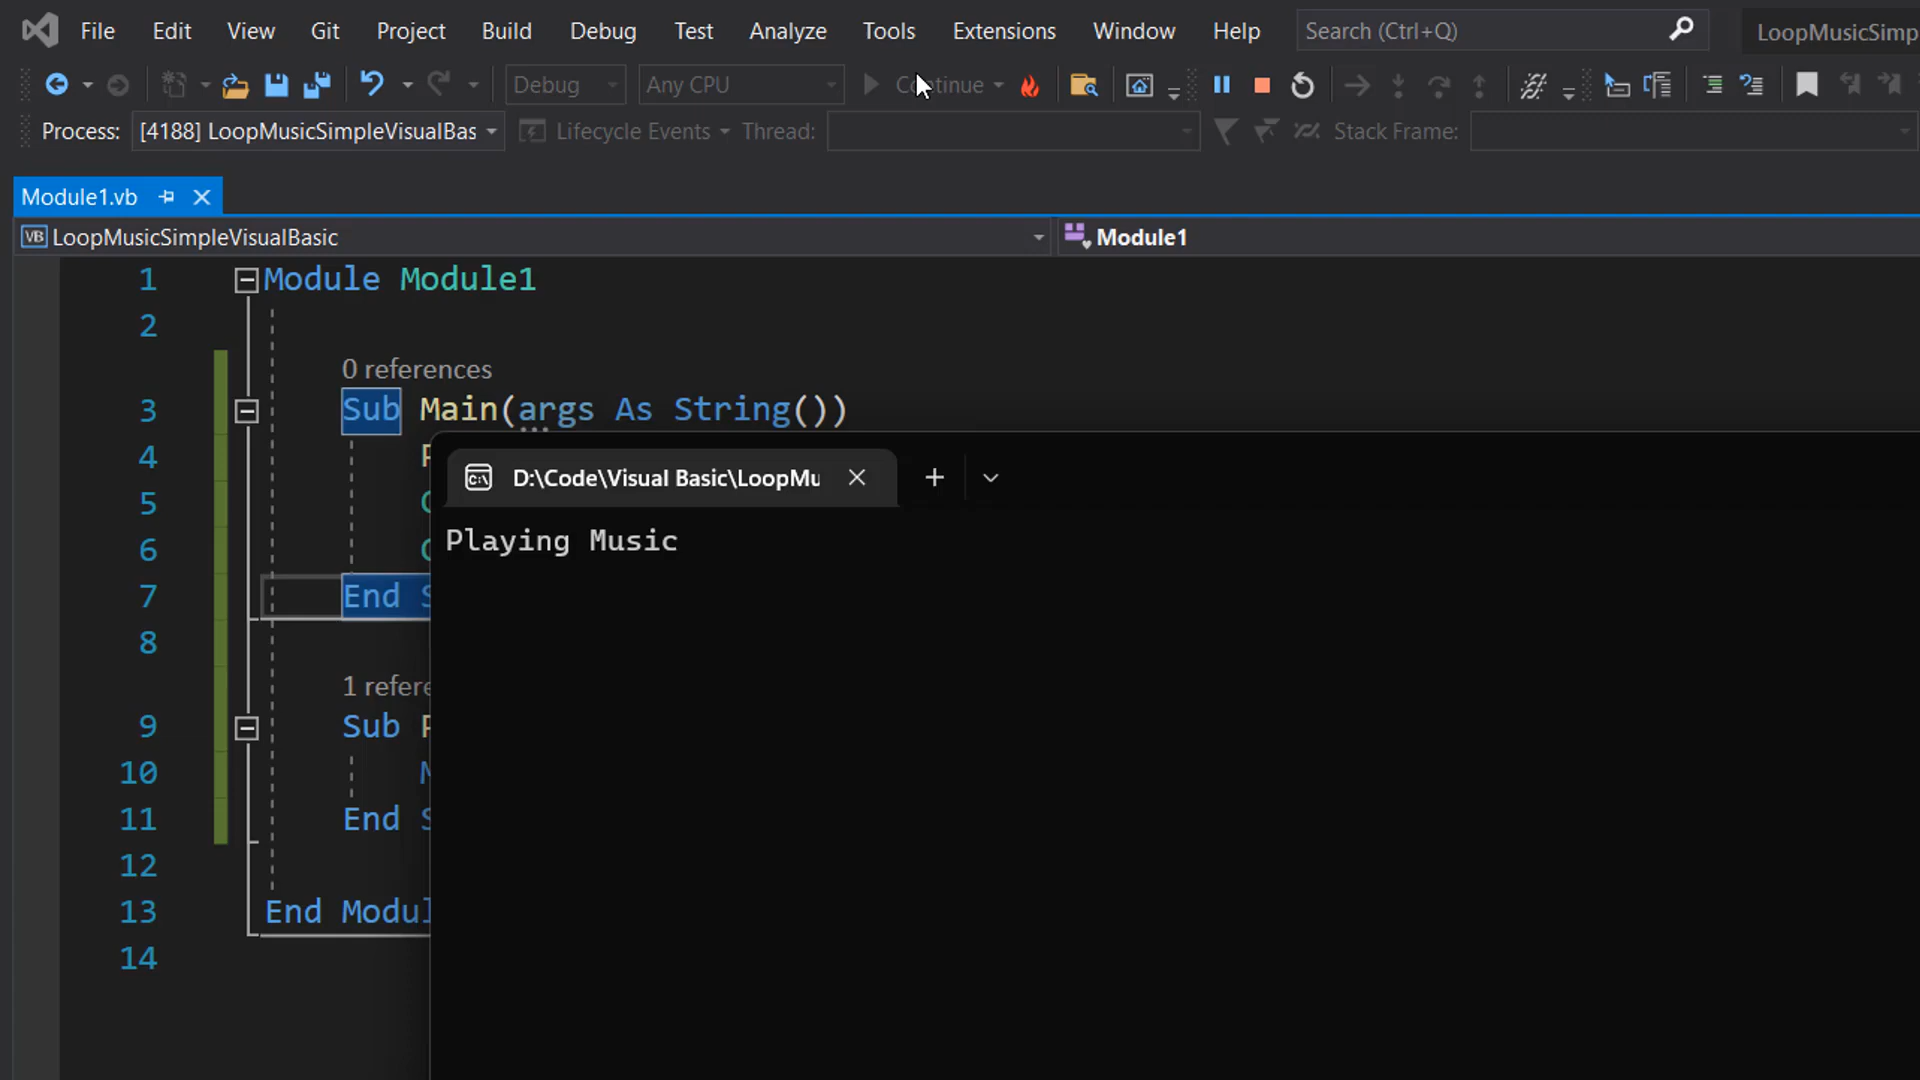 File Edit View Git Project Build Debug Test Analyze Tools Extensions Window Help Search (Ctrl+Q) LoopMusicSimp
Debug Any CPU Continue
Process: [4188] LoopMusicSimpleVisualBas Lifecycle Events Thread: Stack Frame:
Module1.vb
VB LoopMusicSimpleVisualBasic Module1
1 Module Module1
2
0 references
3 Sub Main(args As String())
4
D:\Code\Visual Basic\LoopMu
5
Playing Music
6
7 End
8
1 refere
9 Sub
10
11 End
12
13 End Modul
14